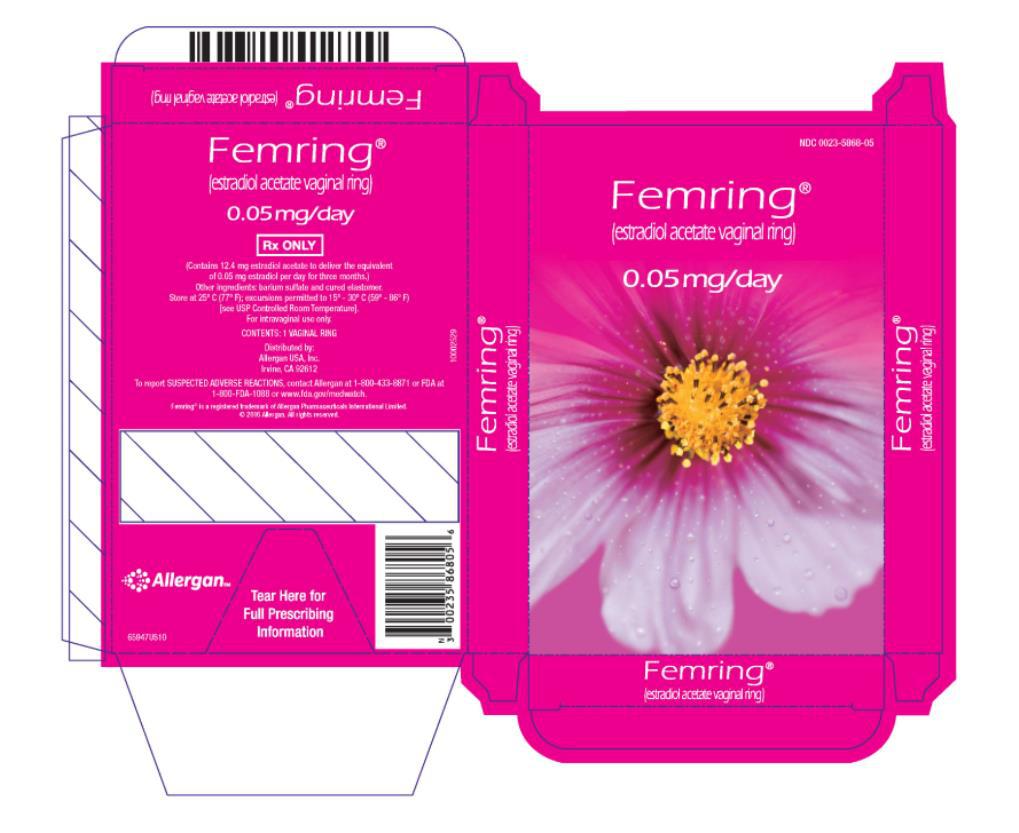 Femring® (estradiol acetate vaginal ring)
Femring®
(estradiol acetate vaginal ring)
0.05 mg/day
Rx ONLY
(Contains 12.4 mg estradiol acetate to deliver the equivalent
of 0.05 mg estradiol per day for three months.)
Other ingredients: barium sulfate and cured elastomer.
Store at 25° C (77° F); excursions permitted to 15° - 30° C (59° - 86° F)
[see USP Controlled Room Temperature].
For intravaginal use only.
CONTENTS: 1 VAGINAL RING
Distributed by:
Allergan USA, Inc.
Irvine, CA 92612
To report SUSPECTED ADVERSE REACTIONS, contact Allergan at 1-800-433-8871 or FDA at
1-800-FDA-1088 or www.fda.gov/medwatch.
Femring® is a registered trademark of Allergan Pharmaceuticals International Limited.
© 2016 Allergan. All rights reserved.
10002529
Allergan™
65947US10
Tear Here for
Full Prescribing
Information
N
3 00235 86805 6
Femring®
(estradiol acetate vaginal ring)
NDC 0023-5868-05
Femring®
(estradiol acetate vaginal ring)
0.05 mg/day
Femring®
(estradiol acetate vaginal ring)
Femring®
(estradiol acetate vaginal ring)